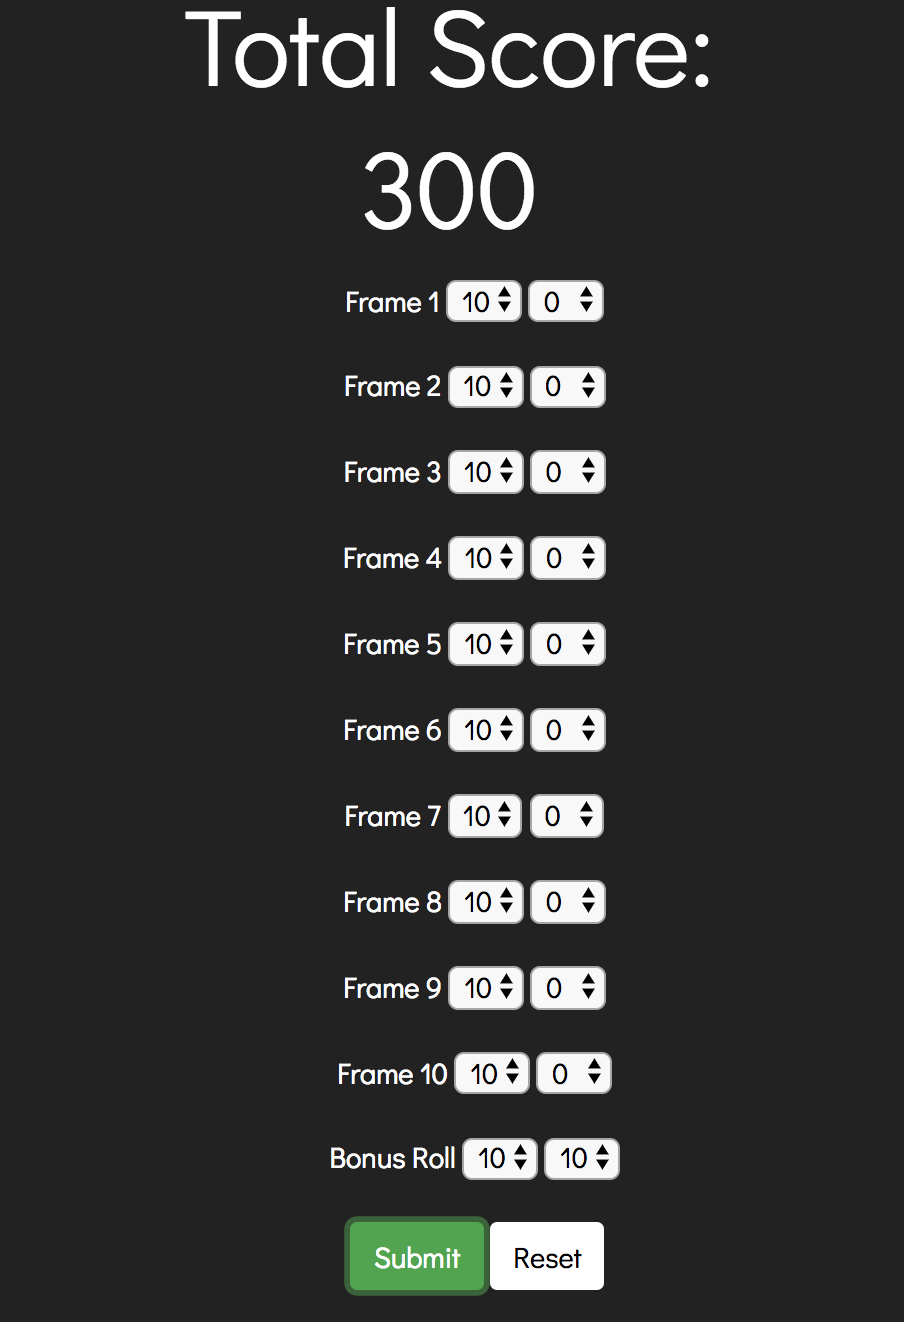 Total Score:
300
Frame 1 10 0
Frame 2 10 0
Frame 3 10 0
Frame 4 10 0
Frame 5 10 0
Frame 6 10 0
Frame 7 10 0
Frame 8 10 0
Frame 9 10 0
Frame 10 10 0
Bonus Roll 10 10
Submit Reset